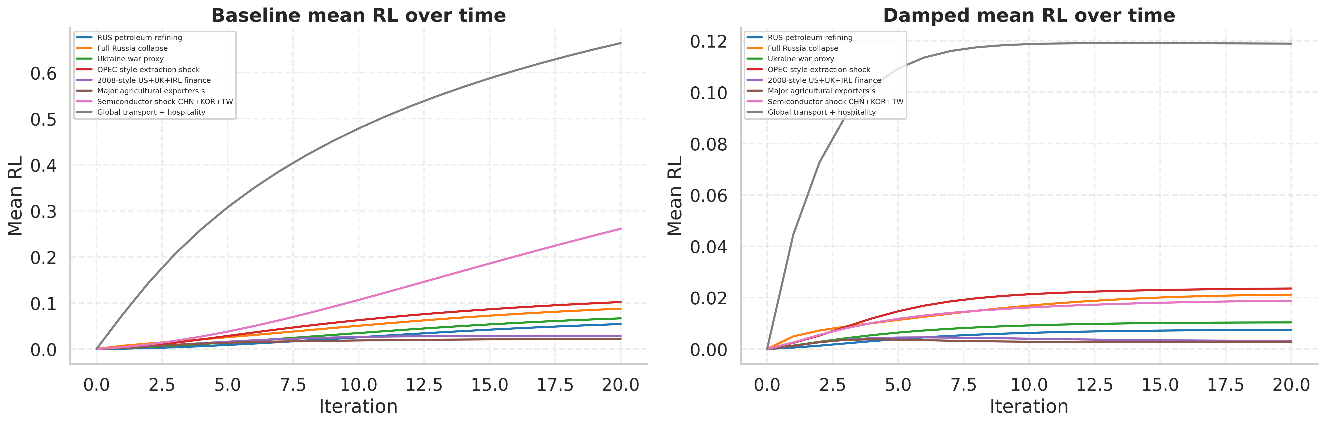 Baseline mean RL over time
Mean RL
0.6
0.5
0.4
0.3
0.2
0.1
0.0
RUS petroleum refining
Full Russia collapse
Ukraine war proxy
OPEC-style extraction shock
2008-style US+UK+IRL finance
Major agricultural exporters s
Semiconductor shock CHN+KOR+TW
Global transport + hospitality
0.0 2.5 5.0 7.5 10.0 12.5 15.0 17.5 20.0
Iteration
Damped mean RL over time
Mean RL
0.12
0.10
0.08
0.06
0.04
0.02
0.00
RUS petroleum refining
Full Russia collapse
Ukraine war proxy
OPEC-style extraction shock
2008-style US+UK+IRL finance
Major agricultural exporters s
Semiconductor shock CHN+KOR+TW
Global transport + hospitality
0.0 2.5 5.0 7.5 10.0 12.5 15.0 17.5 20.0
Iteration